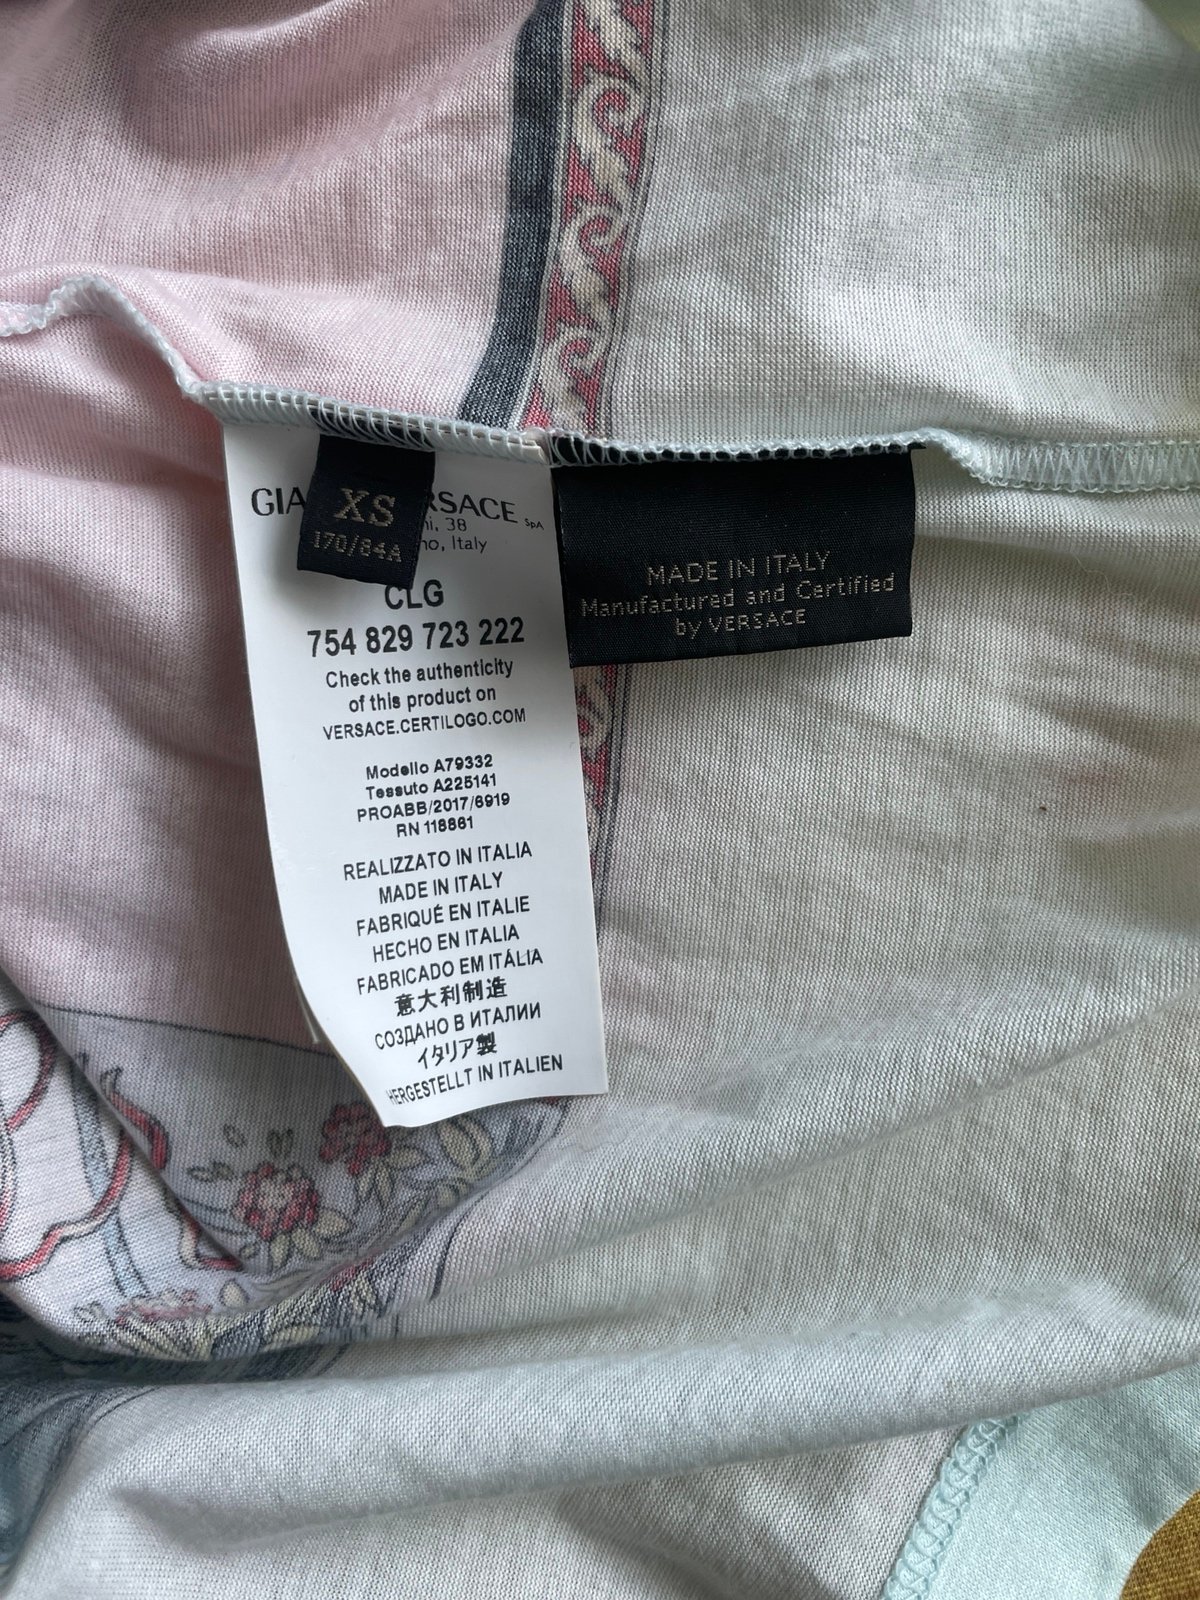 GIA RSACE SpA
ni, 38
no, Italy
XS
170/84A
CLG
754 829 723 222
Check the authenticity
of this product on
VERSACE.CERTILOGO.COM
Modello A79332
Tessuto A225141
PROABB/2017/6919
RN 118861
REALIZZATO IN ITALIA
MADE IN ITALY
FABRIQUÉ EN ITALIE
HECHO EN ITALIA
FABRICADO EM ITÁLIA
意大利制造
СОЗДАНО В ИТАЛИИ
イタリア製
HERGESTELLT IN ITALIEN
MADE IN ITALY
Manufactured and Certified
by VERSACE